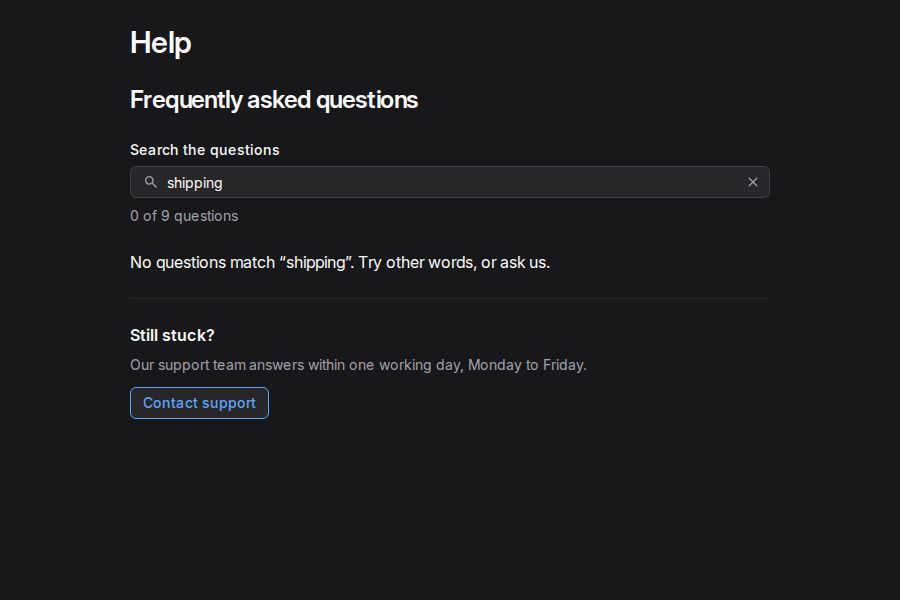 Help
Frequently asked questions
Search the questions
shipping
0 of 9 questions
No questions match “shipping”. Try other words, or ask us.
Still stuck?
Our support team answers within one working day, Monday to Friday.
Contact support